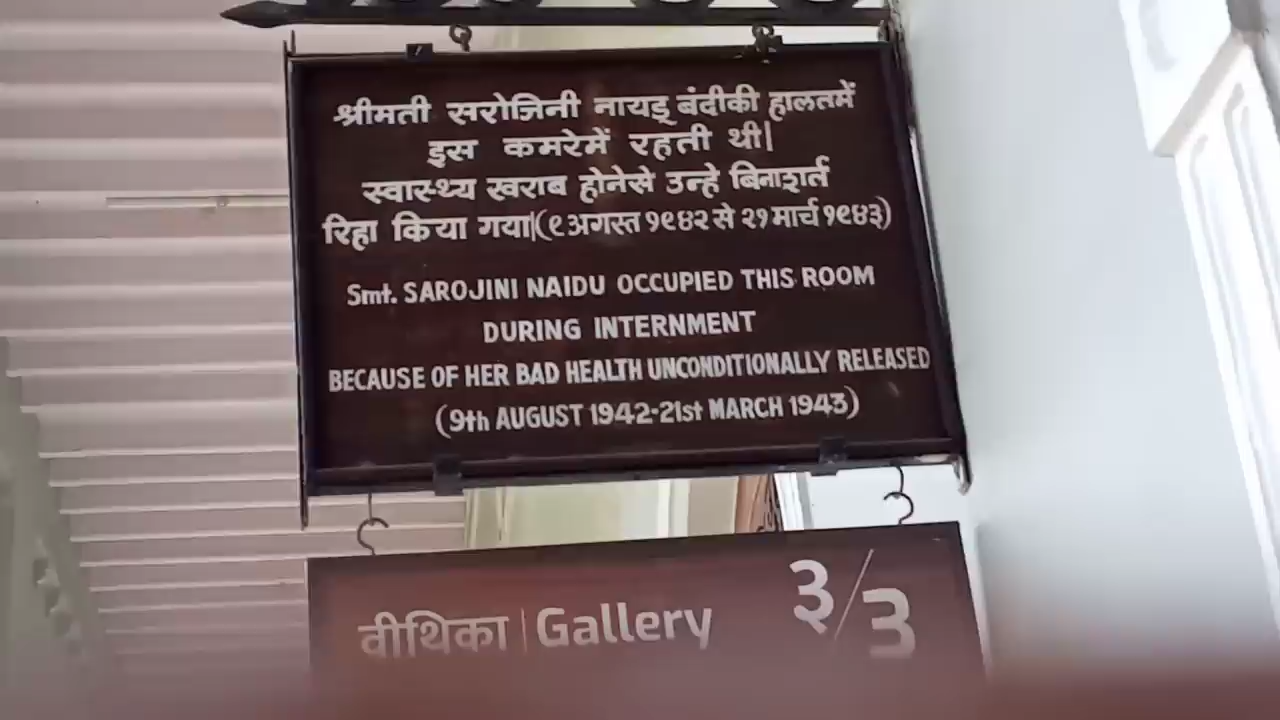 श्रीमती सरोजिनी नायडू बंदीकी हालतमें
इस कमरेमें रहती थी|
स्वास्थ्य खराब होनेसे उन्हे बिनाशर्त
रिहा किया गया|(९ अगस्त १९४२ से २१ मार्च १९४३)
Smt. SAROJINI NAIDU OCCUPIED THIS ROOM
DURING INTERNMENT
BECAUSE OF HER BAD HEALTH UNCONDITIONALLY RELEASED
(9th AUGUST 1942-21st MARCH 1943)
वीथिका | Gallery ३/3